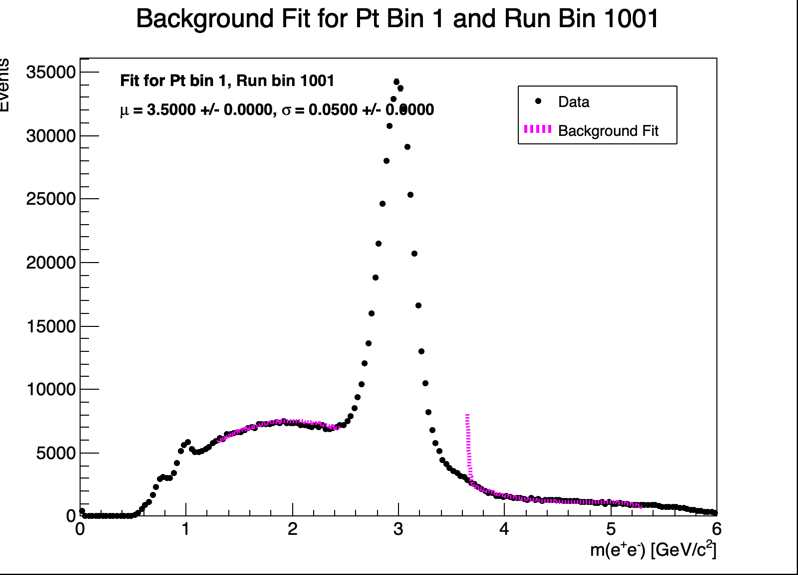 Background Fit for Pt Bin 1 and Run Bin 1001
Events
35000
30000
25000
20000
15000
10000
5000
0
Fit for Pt bin 1, Run bin 1001
μ = 3.5000 +/- 0.0000, σ = 0.0500 +/- 0.0000
Data
Background Fit
0 1 2 3 4 5 6
m(e⁺e⁻) [GeV/c²]